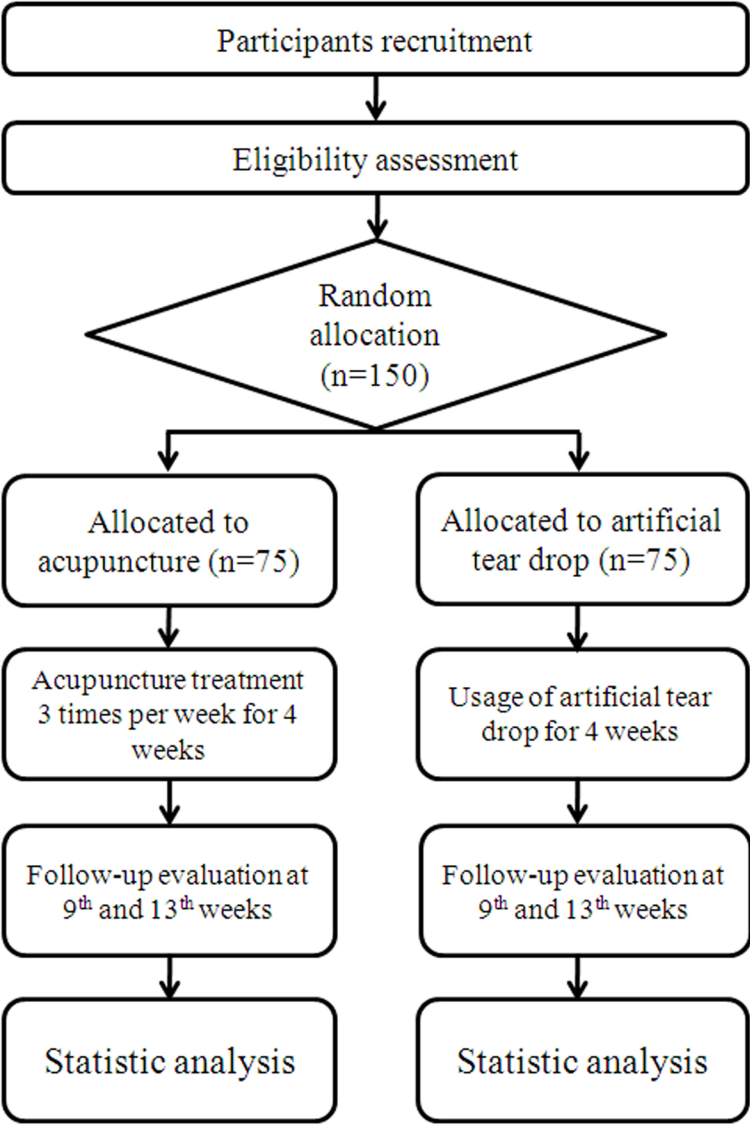 Participants recruitment
Eligibility assessment
Random
allocation
(n=150)
Allocated to
acupuncture (n=75)
Allocated to artificial
tear drop (n=75)
Acupuncture treatment
3 times per week for 4
weeks
Usage of artificial tear
drop for 4 weeks
Follow-up evaluation at
9th and 13th weeks
Follow-up evaluation at
9th and 13th weeks
Statistic analysis
Statistic analysis